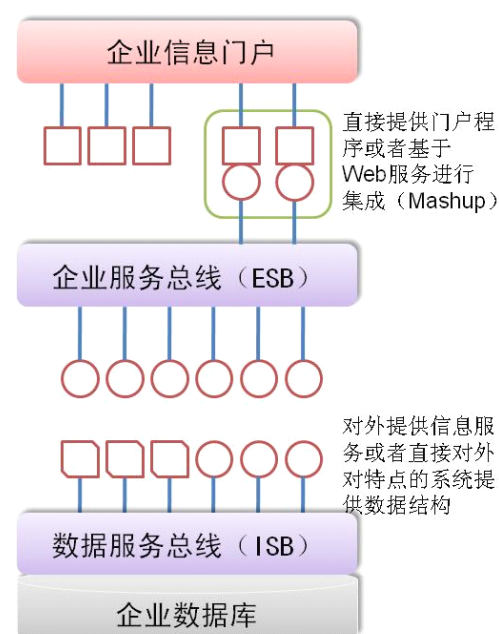 企业信息门户
直接提供门户程
序或者基于
Web服务进行
集成（Mashup）
企业服务总线（ESB）
对外提供信息服
务或者直接对外
对特点的系统提
供数据结构
数据服务总线（ISB）
企业数据库